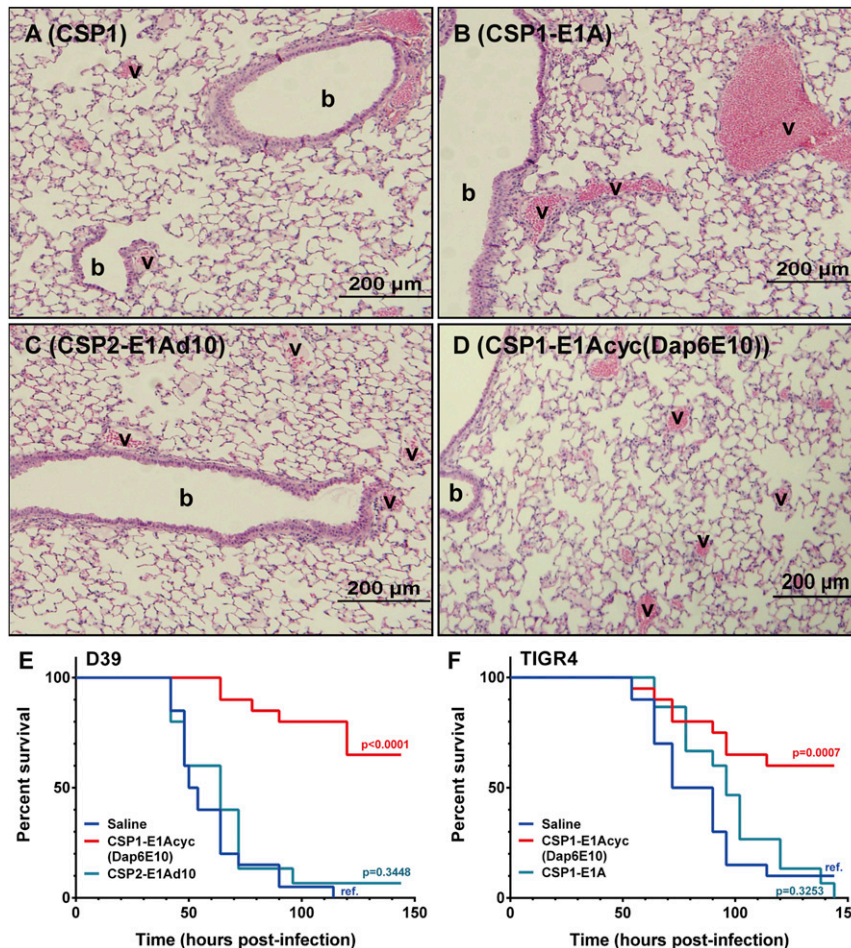 A (CSP1)
v
b
b
v
200 µm
B (CSP1-E1A)
v
b
v
v
200 µm
C (CSP2-E1Ad10)
v
v
v
b
v
200 µm
D (CSP1-E1Acyc(Dap6E10))
v
b
v
v
v
200 µm
E D39
Percent survival
100
50
0
p<0.0001
Saline
CSP1-E1Acyc
(Dap6E10)
CSP2-E1Ad10
p=0.3448
ref.
0 50 100 150
Time (hours post-infection)
F TIGR4
Percent survival
100
50
0
p=0.0007
Saline
CSP1-E1Acyc
(Dap6E10)
CSP1-E1A
ref.
p=0.3253
0 50 100 150
Time (hours post-infection)